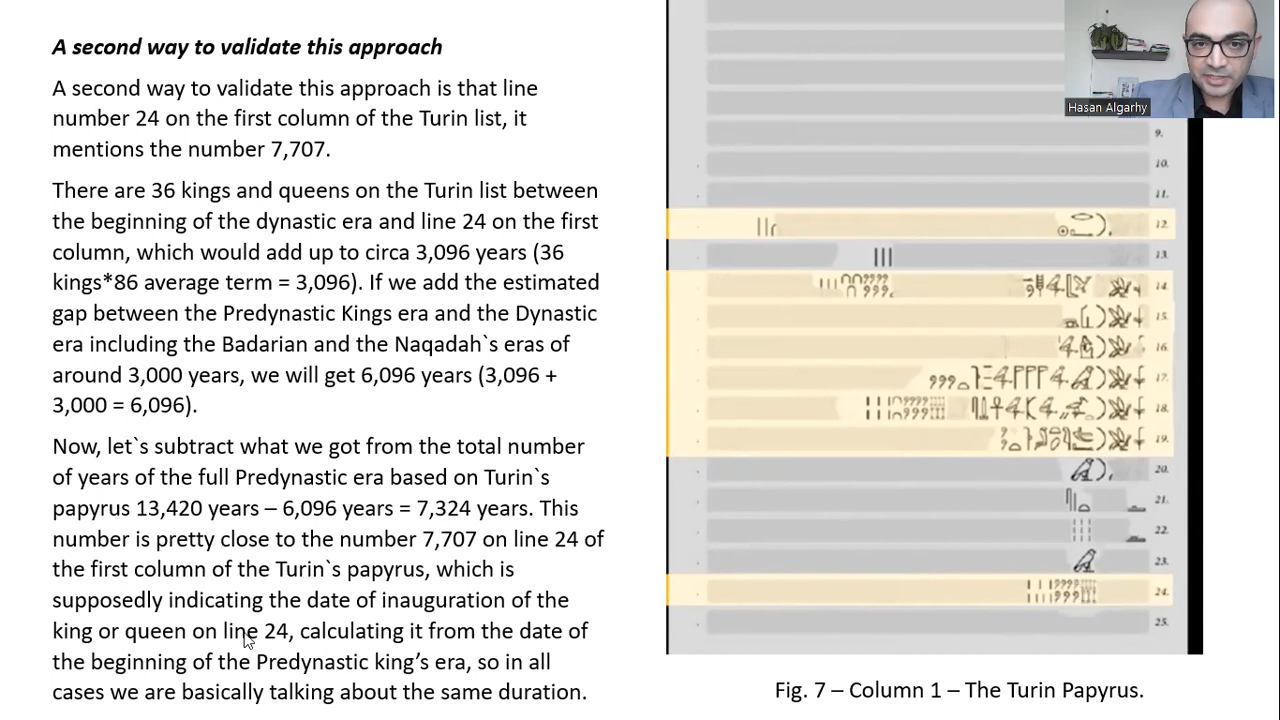 A second way to validate this approach
A second way to validate this approach is that line
number 24 on the first column of the Turin list, it
mentions the number 7,707.
There are 36 kings and queens on the Turin list between
the beginning of the dynastic era and line 24 on the first
column, which would add up to circa 3,096 years (36
kings*86 average term = 3,096). If we add the estimated
gap between the Predynastic Kings era and the Dynastic
era including the Badarian and the Naqadah`s eras of
around 3,000 years, we will get 6,096 years (3,096 +
3,000 = 6,096).
Now, let`s subtract what we got from the total number
of years of the full Predynastic era based on Turin`s
papyrus 13,420 years – 6,096 years = 7,324 years. This
number is pretty close to the number 7,707 on line 24 of
the first column of the Turin`s papyrus, which is
supposedly indicating the date of inauguration of the
king or queen on line 24, calculating it from the date of
the beginning of the Predynastic king’s era, so in all
cases we are basically talking about the same duration.
Hasan Algarhy
9.
10.
11.
12.
13.
14.
15.
16.
17.
18.
19.
20.
21.
22.
23.
24.
25.
Fig. 7 – Column 1 – The Turin Papyrus.